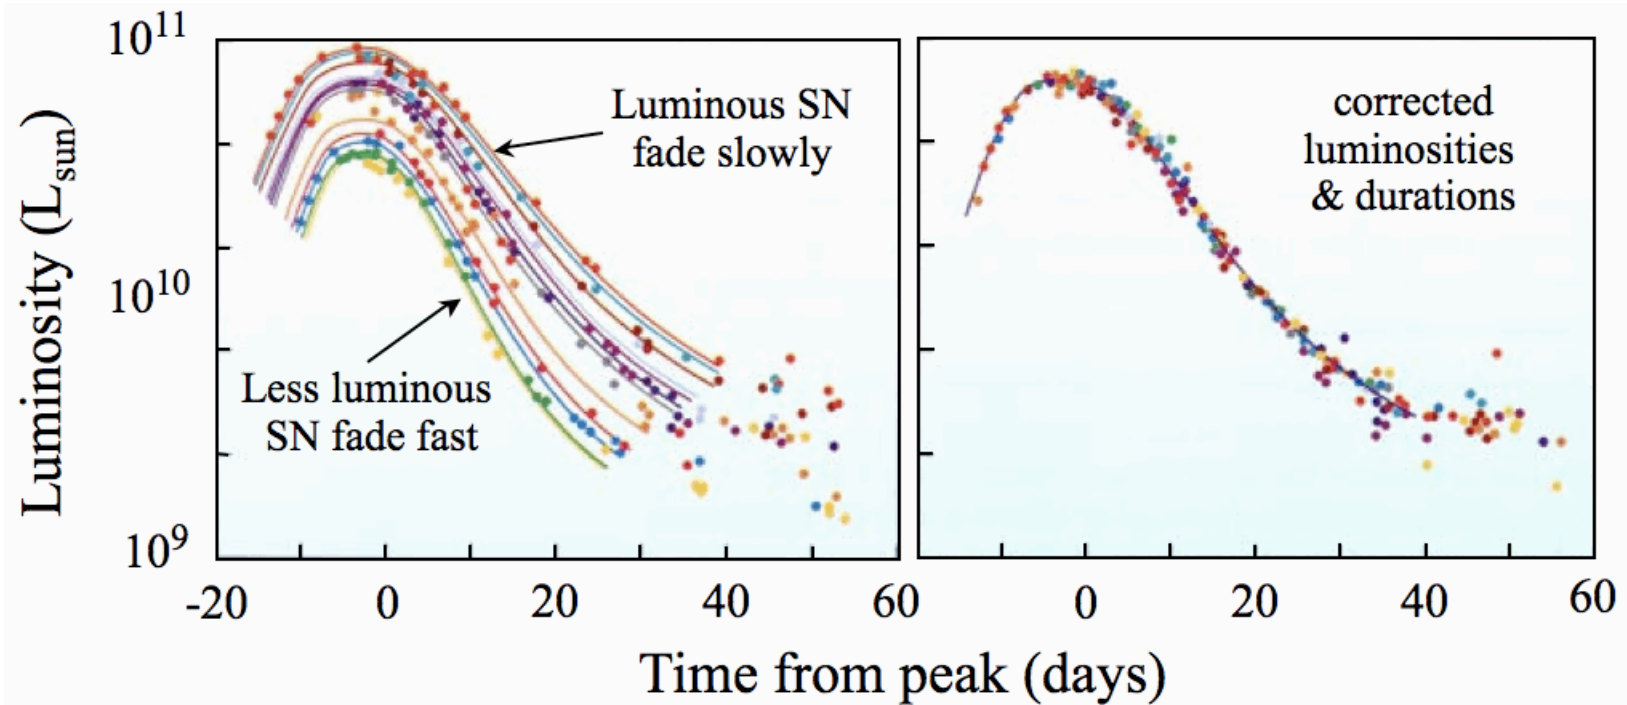 10¹¹
10¹⁰
10⁹
Luminosity (L_sun)
Luminous SN
fade slowly
Less luminous
SN fade fast
corrected
luminosities
& durations
-20 0 20 40 60
0 20 40 60
Time from peak (days)